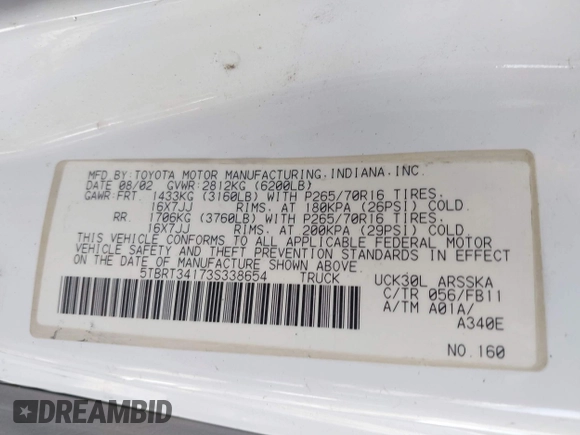 MFD.BY:TOYOTA MOTOR MANUFACTURING, INDIANA, INC.
DATE 08/02 GVWR:2812KG (6200LB)
GAWR:FRT. 1433KG (3160LB) WITH P265/70R16 TIRES.
16X7JJ RIMS. AT 180KPA (26PSI) COLD.
RR. 1706KG (3760LB) WITH P265/70R16 TIRES.
16X7JJ RIMS. AT 200KPA (29PSI) COLD.
THIS VEHICLE CONFORMS TO ALL APPLICABLE FEDERAL MOTOR
VEHICLE SAFETY AND THEFT PREVENTION STANDARDS IN EFFECT
ON THE DATE OF MANUFACTURE SHOWN ABOVE.
5TBRT34173S338654 TRUCK
UCK30L ARSSKA
C/TR 056/FB11
A/TM A01A/
A340E
NO.160
DREAMBID